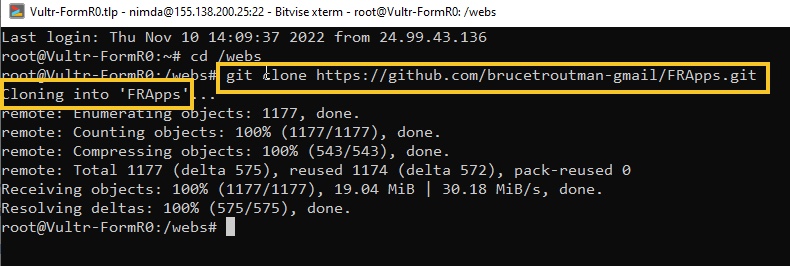 Vultr-FormR0.tlp - nimda@155.138.200.25:22 - Bitvise xterm - root@Vultr-FormR0: /webs
Last login: Thu Nov 10 14:09:37 2022 from 24.99.43.136
root@Vultr-FormR0:~# cd /webs
root@Vultr-FormR0:/webs# git clone https://github.com/brucetroutman-gmail/FRApps.git
Cloning into 'FRApps'...
remote: Enumerating objects: 1177, done.
remote: Counting objects: 100% (1177/1177), done.
remote: Compressing objects: 100% (543/543), done.
remote: Total 1177 (delta 575), reused 1174 (delta 572), pack-reused 0
Receiving objects: 100% (1177/1177), 19.04 MiB | 30.18 MiB/s, done.
Resolving deltas: 100% (575/575), done.
root@Vultr-FormR0:/webs#